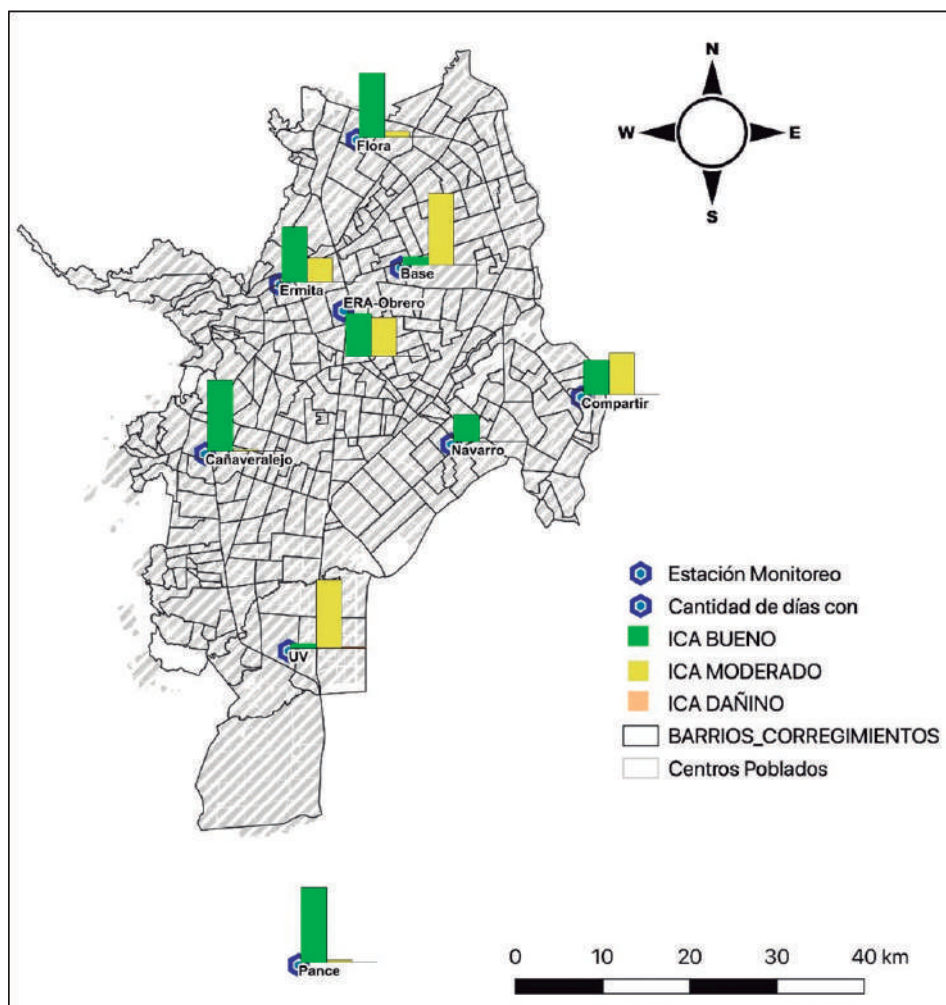 N
W E
S
Flora
Base
Ermita
ERA-Obrero
Compartir
Navarro
Cañaveralejo
UV
Pance
Estación Monitoreo
Cantidad de días con
ICA BUENO
ICA MODERADO
ICA DAÑINO
BARRIOS_CORREGIMIENTOS
Centros Poblados
0 10 20 30 40 km